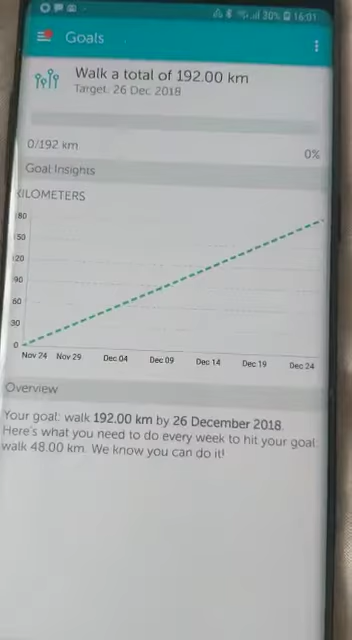 30% 16:01
Goals
Walk a total of 192.00 km
Target: 26 Dec 2018
0/192 km
0%
Goal Insights
KILOMETERS
180
150
120
90
60
30
0
Nov 24 Nov 29 Dec 04 Dec 09 Dec 14 Dec 19 Dec 24
Overview
Your goal: walk 192.00 km by 26 December 2018.
Here's what you need to do every week to hit your goal:
walk 48.00 km. We know you can do it!